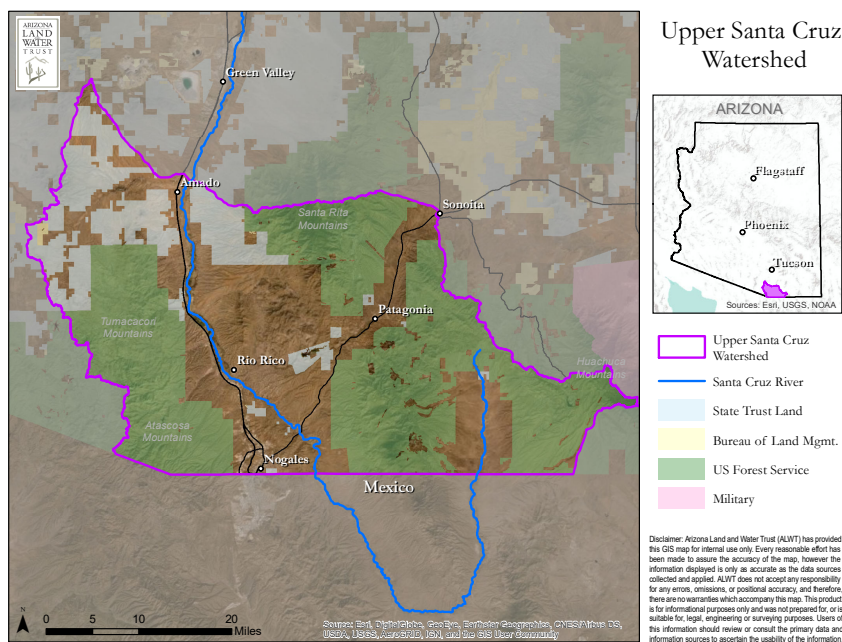 ARIZONA
LAND
AND
WATER
TRUST
Green Valley
Amado
Sonoita
Santa Rita
Mountains
Tumacacori
Mountains
Patagonia
Rio Rico
Huachuca
Mountains
Atascosa
Mountains
Nogales
Mexico
N
0 5 10 20
Miles
Source: Esri, DigitalGlobe, GeoEye, Earthstar Geographics, CNES/Airbus DS,
USDA, USGS, AeroGRID, IGN, and the GIS User Community
Upper Santa Cruz
Watershed
ARIZONA
Flagstaff
Phoenix
Tucson
Sources: Esri, USGS, NOAA
Upper Santa Cruz
Watershed
Santa Cruz River
State Trust Land
Bureau of Land Mgmt.
US Forest Service
Military
Disclaimer: Arizona Land and Water Trust (ALWT) has provided
this GIS map for internal use only. Every reasonable effort has
been made to assure the accuracy of the map, however the
information displayed is only as accurate as the data sources
collected and applied. ALWT does not accept any responsibility
for any errors, omissions, or positional accuracy, and therefore,
there are no warranties which accompany this map. This product
is for informational purposes only and was not prepared for, or is
suitable for, legal, engineering or surveying purposes. Users of
this information should review or consult the primary data and
information sources to ascertain the usability of the information.